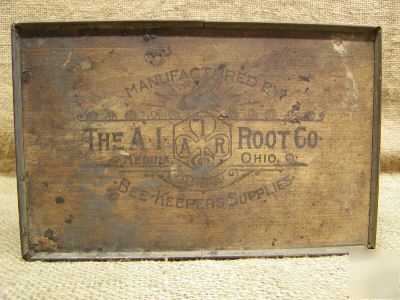 MANUFACTURED BY
THE A·I· A I R ROOT CO
MEDINA OHIO.
BEE-KEEPERS SUPPLIES